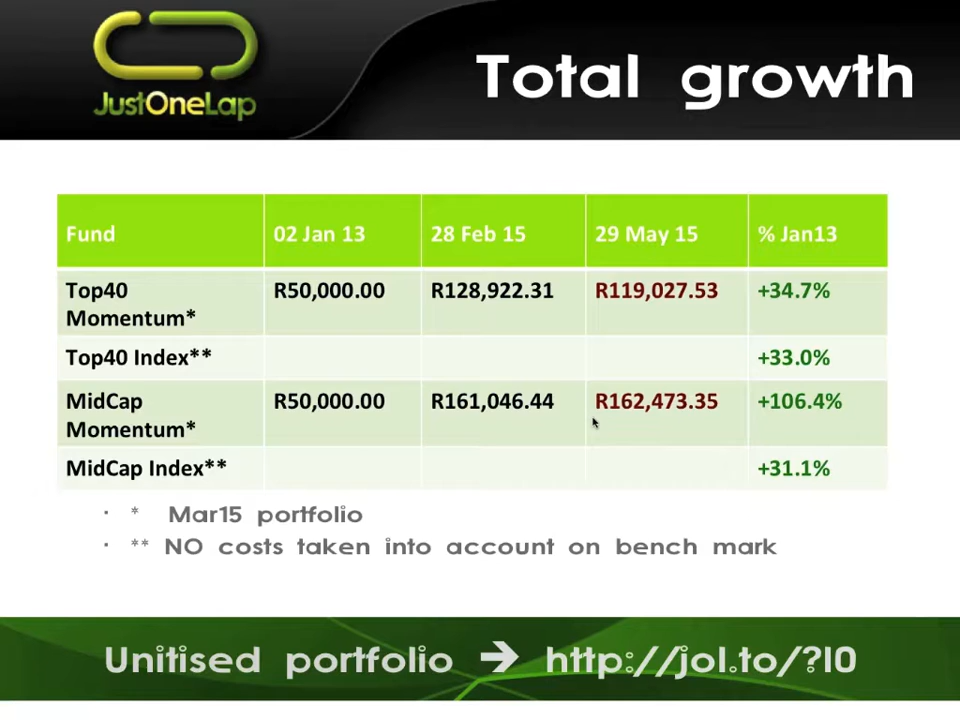 JustOneLap
Total growth
Fund 02 Jan 13 28 Feb 15 29 May 15 % Jan13
Top40 R50,000.00 R128,922.31 R119,027.53 +34.7%
Momentum*
Top40 Index** +33.0%
MidCap R50,000.00 R161,046.44 R162,473.35 +106.4%
Momentum*
MidCap Index** +31.1%
· * Mar15 portfolio
· ** NO costs taken into account on bench mark
Unitised portfolio → http://jol.to/?l0